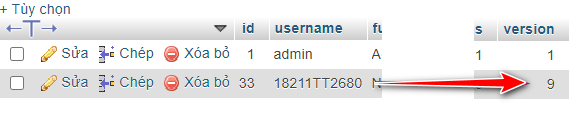 + Tùy chọn
id username fu s version
Sửa Chép Xóa bỏ 1 admin A 1 1
Sửa Chép Xóa bỏ 33 18211TT2680 N 9